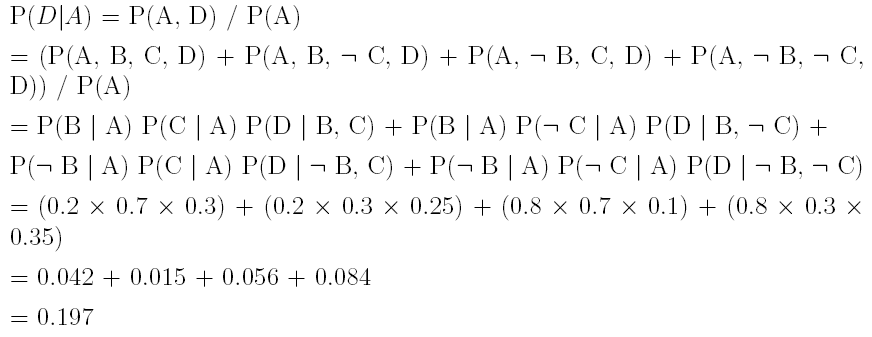 P(D|A) = P(A, D) / P(A)
= (P(A, B, C, D) + P(A, B, ¬ C, D) + P(A, ¬ B, C, D) + P(A, ¬ B, ¬ C,
D)) / P(A)
= P(B | A) P(C | A) P(D | B, C) + P(B | A) P(¬ C | A) P(D | B, ¬ C) +
P(¬ B | A) P(C | A) P(D | ¬ B, C) + P(¬ B | A) P(¬ C | A) P(D | ¬ B, ¬ C)
= (0.2 × 0.7 × 0.3) + (0.2 × 0.3 × 0.25) + (0.8 × 0.7 × 0.1) + (0.8 × 0.3 ×
0.35)
= 0.042 + 0.015 + 0.056 + 0.084
= 0.197